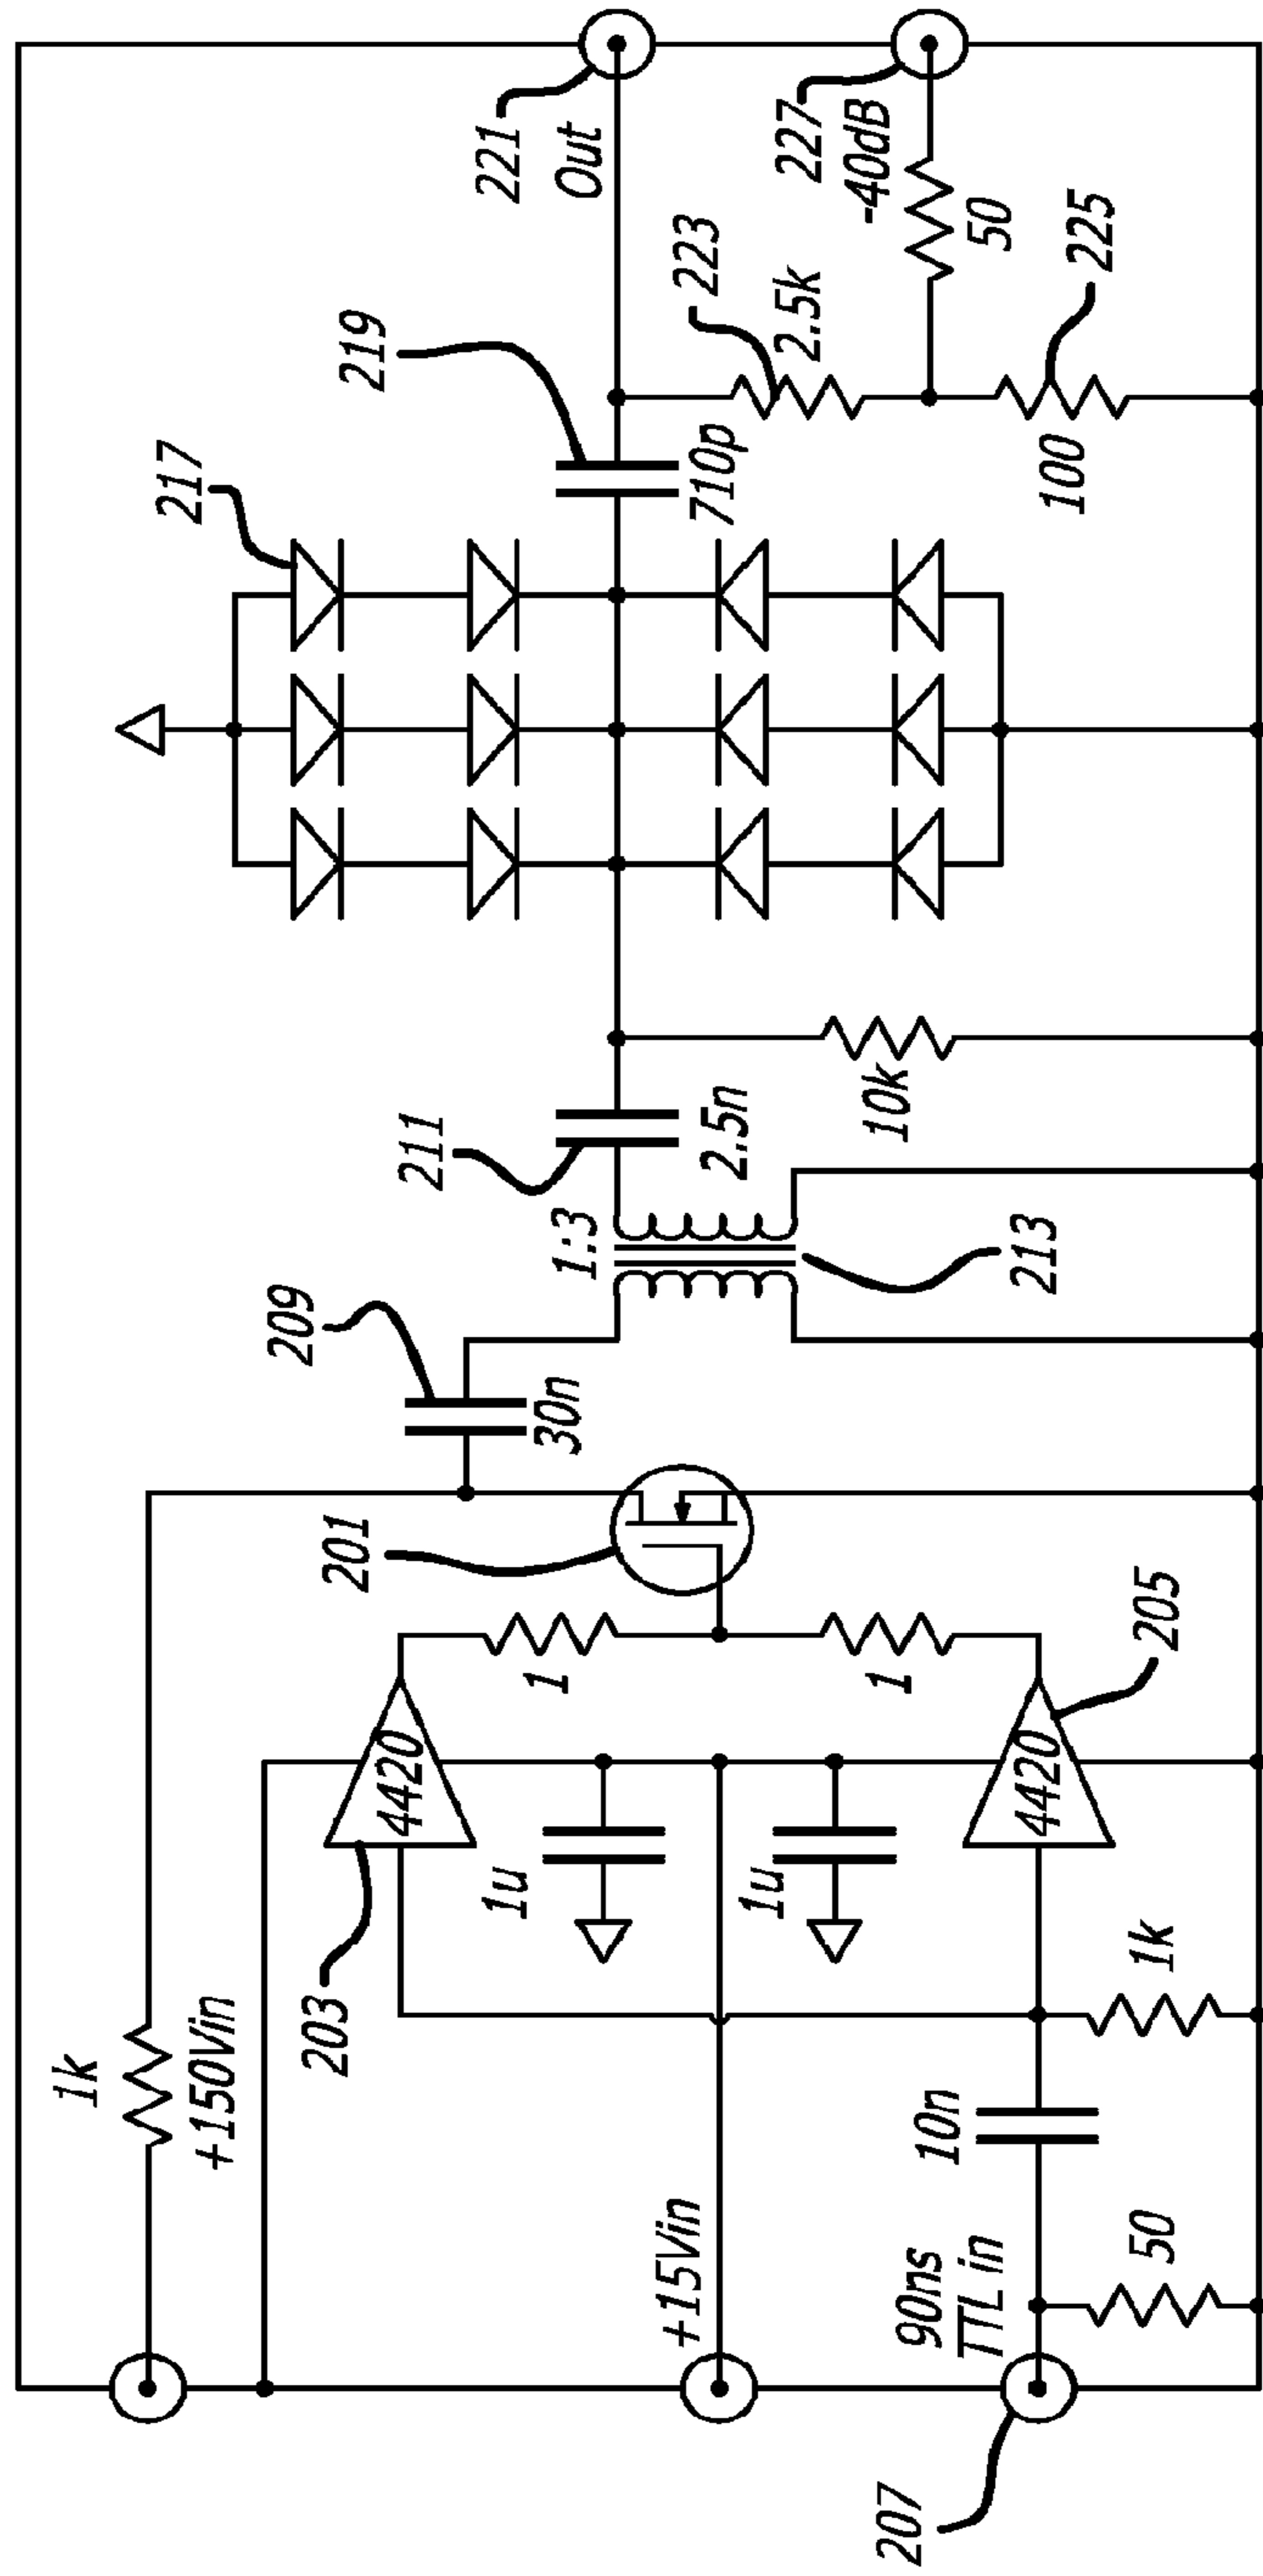 1k
+150Vin
203
4420
1u
+15Vin
1u
90ns
TTL in
207
50
10n
1k
4420
205
1
1
201
209
30n
1:3
213
211
2.5n
10k
217
219
710p
221
Out
223
2.5k
100
225
50
227
-40dB